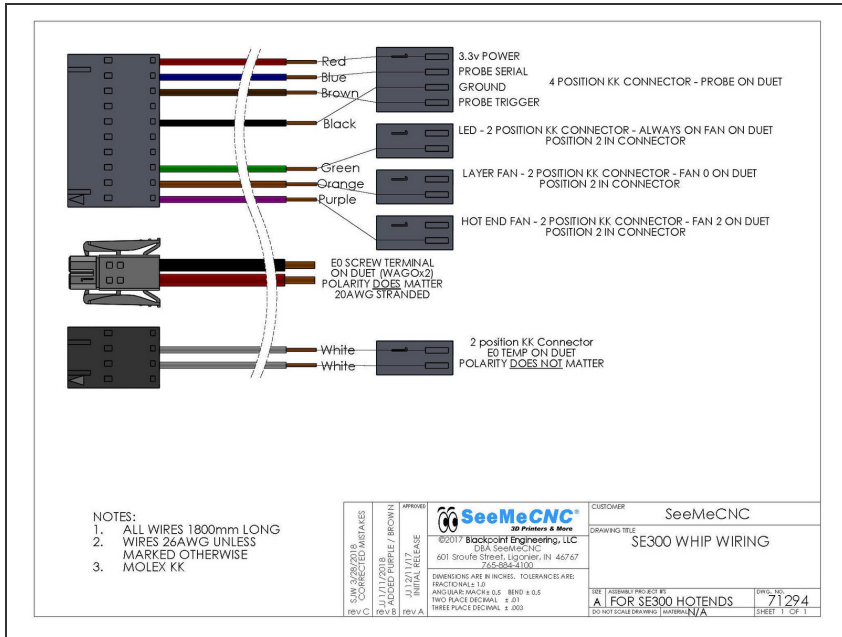 Red
Blue
Brown
Black
Green
Orange
Purple
3.3v POWER
PROBE SERIAL
GROUND
PROBE TRIGGER
4 POSITION KK CONNECTOR - PROBE ON DUET
LED - 2 POSITION KK CONNECTOR - ALWAYS ON FAN ON DUET
POSITION 2 IN CONNECTOR
LAYER FAN - 2 POSITION KK CONNECTOR - FAN 0 ON DUET
POSITION 2 IN CONNECTOR
HOT END FAN - 2 POSITION KK CONNECTOR - FAN 2 ON DUET
POSITION 2 IN CONNECTOR
E0 SCREW TERMINAL
ON DUET (WAGOx2)
POLARITY DOES MATTER
20AWG STRANDED
White
White
2 position KK Connector
E0 TEMP ON DUET
POLARITY DOES NOT MATTER
NOTES:
1. ALL WIRES 1800mm LONG
2. WIRES 26AWG UNLESS
MARKED OTHERWISE
3. MOLEX KK
SJW 3/28/2018
CORRECTED MISTAKES
rev C
JJ 1/11/2018
ADDED PURPLE / BROWN
rev B
APPROVED
JJ 12/11/17
INITIAL RELEASE
rev A
SeeMeCNC®
3D Printers & More
©2017 Blackpoint Engineering, LLC
DBA SeeMeCNC
601 Sroufe Street, Ligonier, IN 46767
765-884-4100
DIMENSIONS ARE IN INCHES. TOLERANCES ARE:
FRACTIONAL± 1.0
ANGULAR: MACH± 0.5 BEND ± 0.5
TWO PLACE DECIMAL ± .01
THREE PLACE DECIMAL ± .003
CUSTOMER
SeeMeCNC
DRAWING TITLE
SE300 WHIP WIRING
SIZE
A
ASSEMBLY PROJECT #'S
FOR SE300 HOTENDS
DWG. NO.
71294
DO NOT SCALE DRAWING
MATERIAL N/A
SHEET 1 OF 1